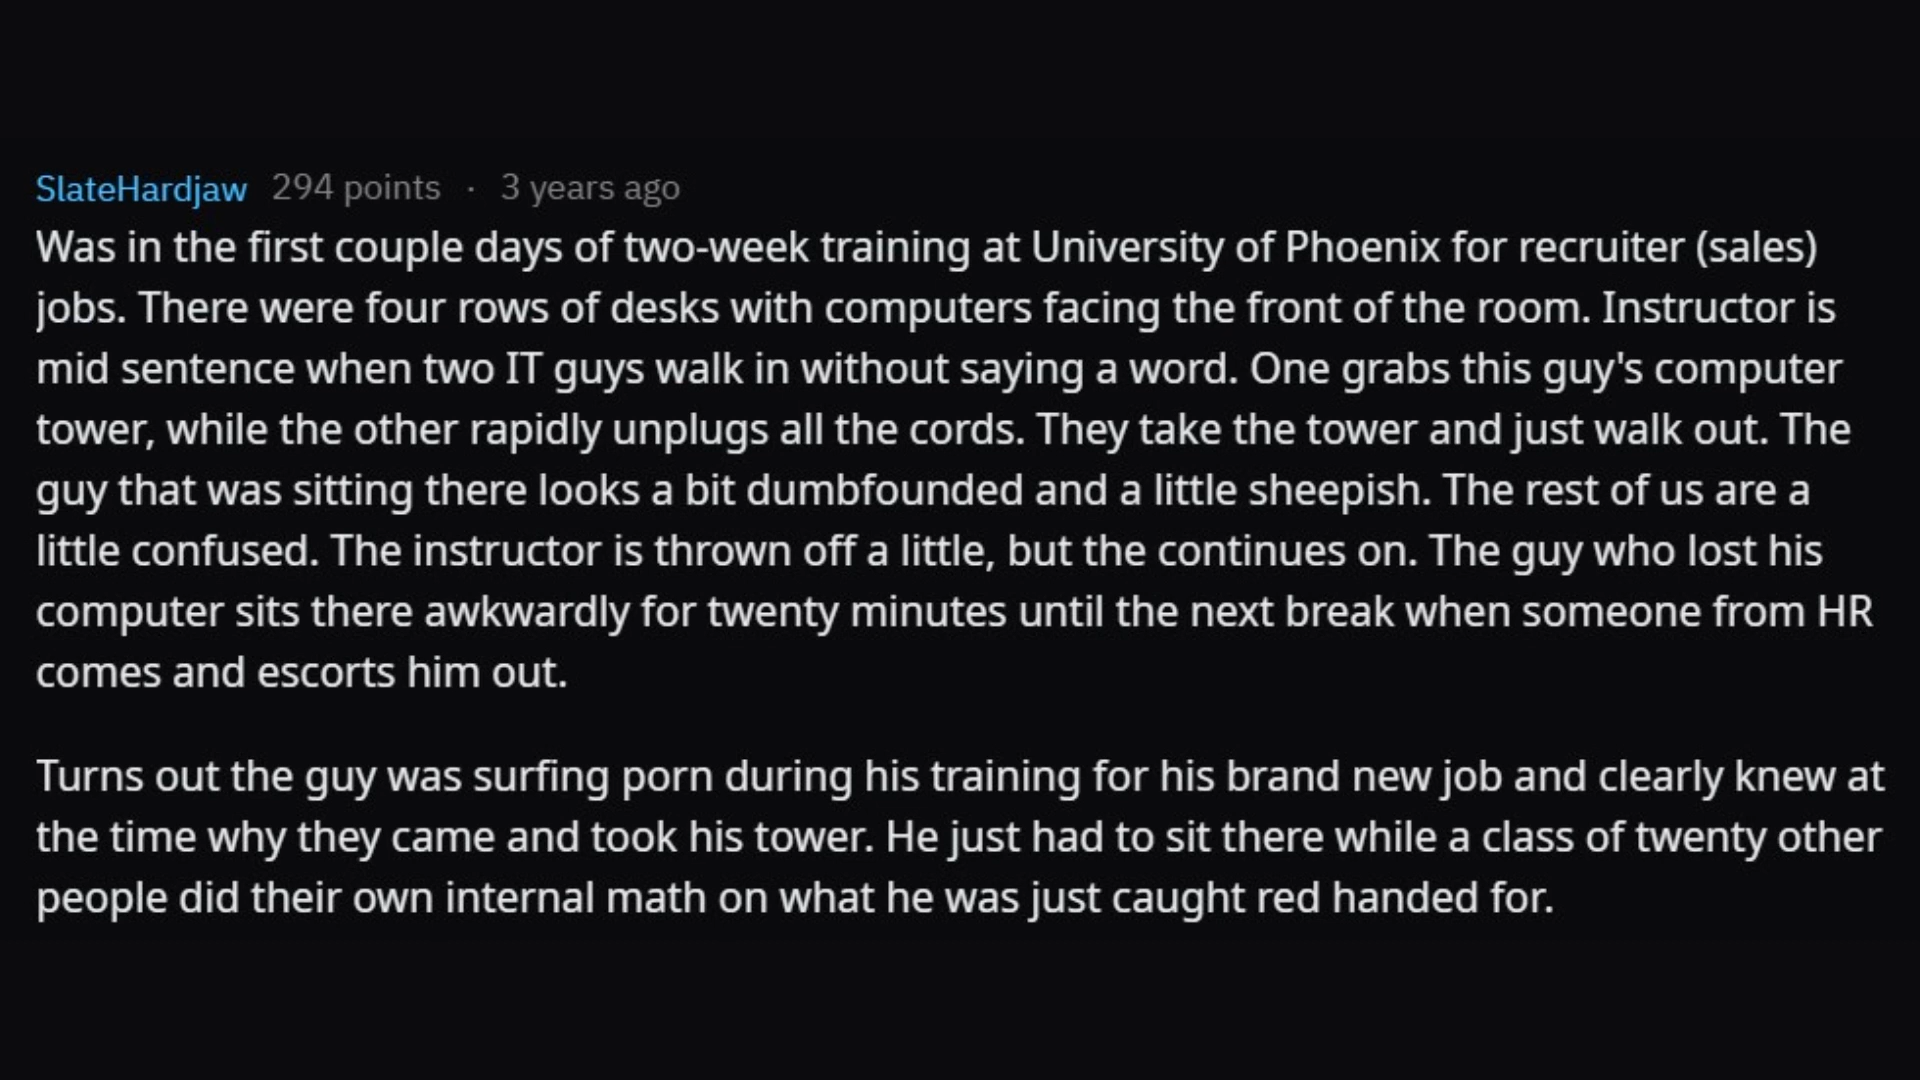 SlateHardjaw 294 points · 3 years ago
Was in the first couple days of two-week training at University of Phoenix for recruiter (sales)
jobs. There were four rows of desks with computers facing the front of the room. Instructor is
mid sentence when two IT guys walk in without saying a word. One grabs this guy's computer
tower, while the other rapidly unplugs all the cords. They take the tower and just walk out. The
guy that was sitting there looks a bit dumbfounded and a little sheepish. The rest of us are a
little confused. The instructor is thrown off a little, but the continues on. The guy who lost his
computer sits there awkwardly for twenty minutes until the next break when someone from HR
comes and escorts him out.
Turns out the guy was surfing porn during his training for his brand new job and clearly knew at
the time why they came and took his tower. He just had to sit there while a class of twenty other
people did their own internal math on what he was just caught red handed for.